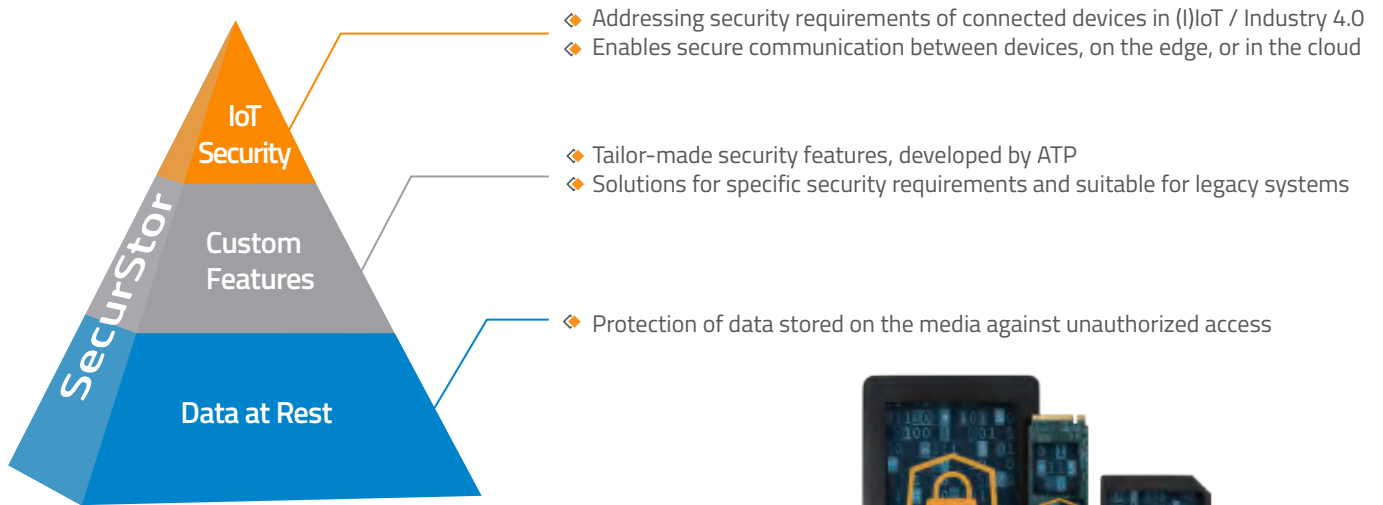 Addressing security requirements of connected devices in (I)IoT / Industry 4.0
Enables secure communication between devices, on the edge, or in the cloud
IoT
Security
Tailor-made security features, developed by ATP
Solutions for specific security requirements and suitable for legacy systems
SecurStor
Custom
Features
Protection of data stored on the media against unauthorized access
Data at Rest